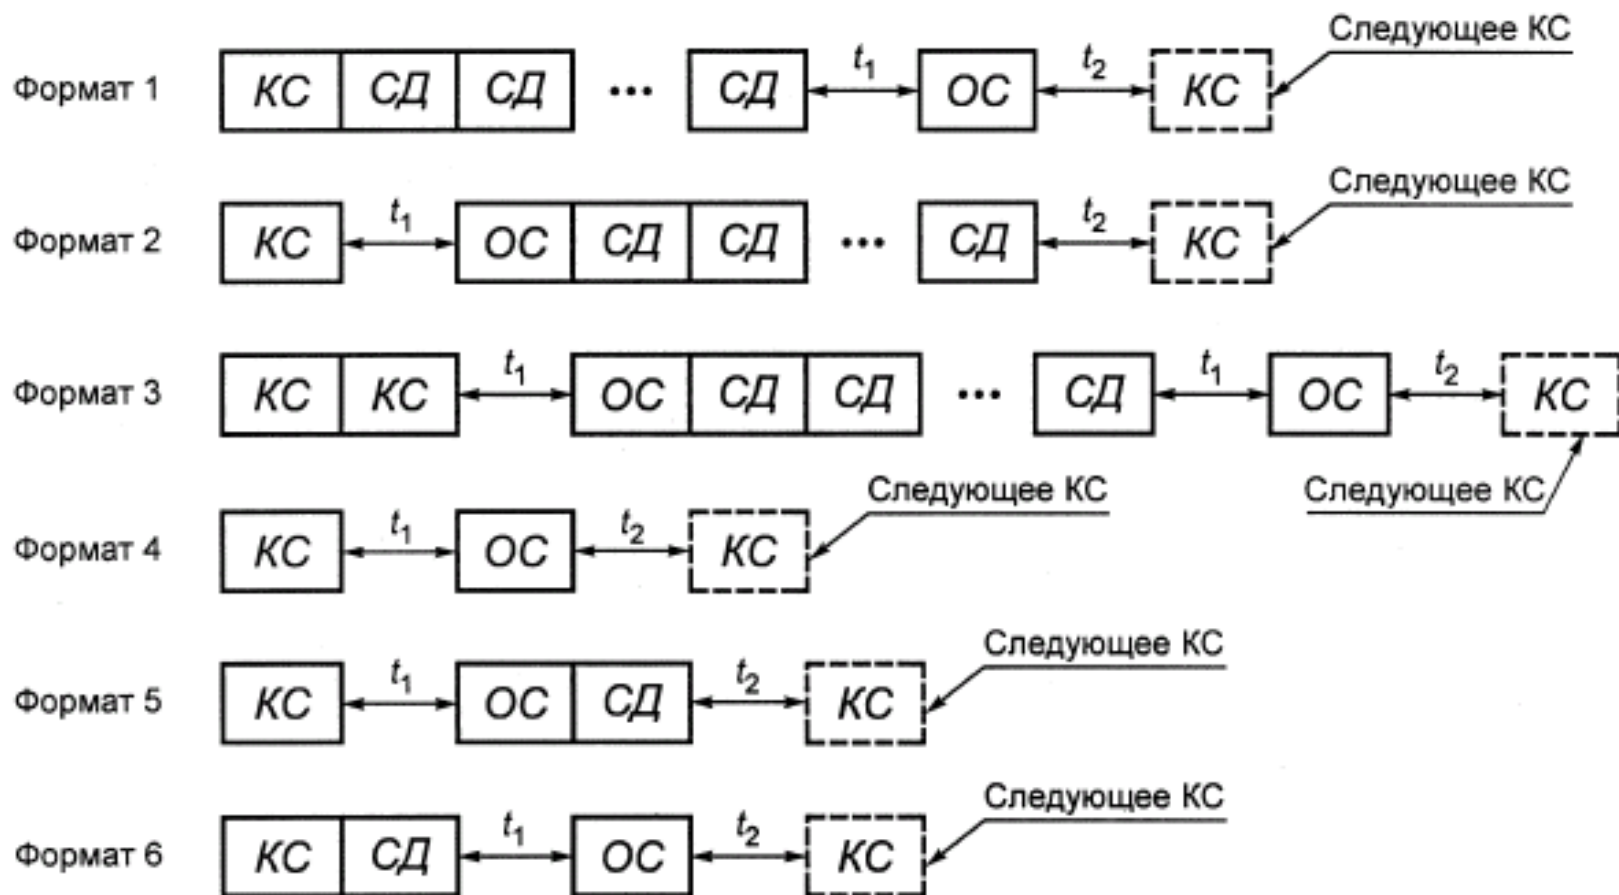 Следующее КС
Формат 1 КС СД СД ... СД t1 ОС t2 КС
Следующее КС
Формат 2 КС t1 ОС СД СД ... СД t2 КС
Формат 3 КС КС t1 ОС СД СД ... СД t1 ОС t2 КС
Следующее КС
Следующее КС
Формат 4 КС t1 ОС t2 КС
Следующее КС
Формат 5 КС t1 ОС СД t2 КС
Следующее КС
Формат 6 КС СД t1 ОС t2 КС